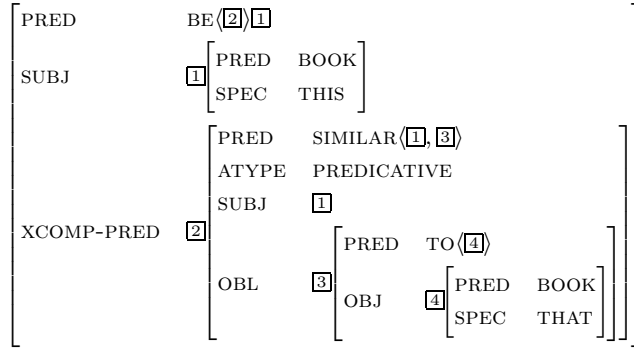 PRED BE⟨2⟩1
SUBJ 1 PRED BOOK
SPEC THIS
XCOMP-PRED 2 PRED SIMILAR⟨1, 3⟩
ATYPE PREDICATIVE
SUBJ 1
OBL 3 PRED TO⟨4⟩
OBJ 4 PRED BOOK
SPEC THAT